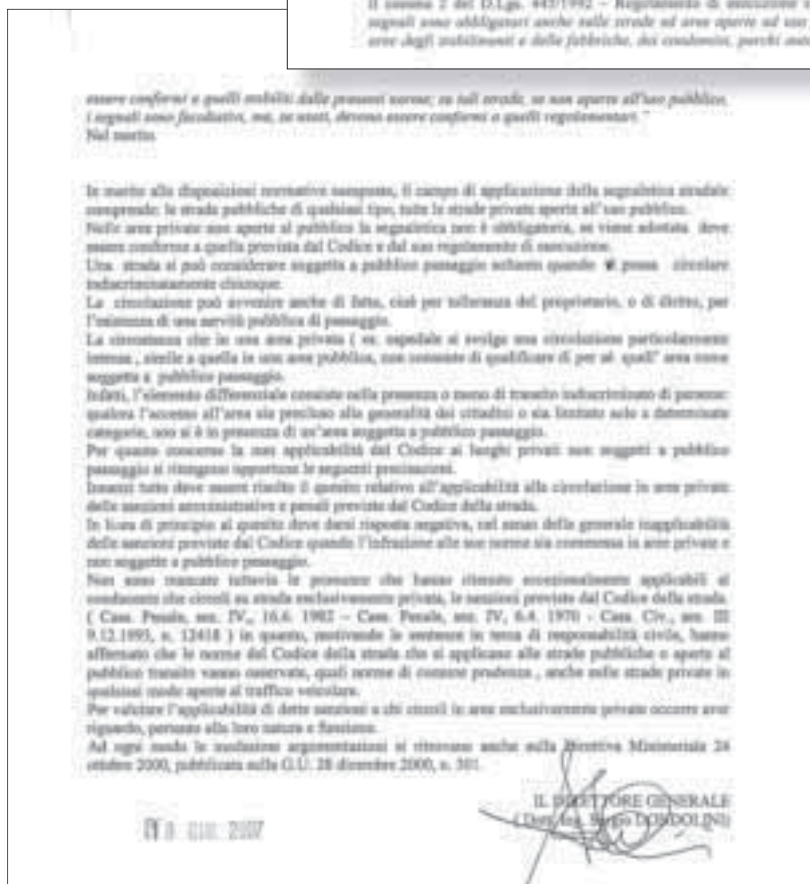 il comma 2 del D.Lgs. 495/1992 – Regolamento di esecuzione
segnali sono obbligatori anche sulle strade ed aree aperte ad uso
aree degli stabilimenti e delle fabbriche, dei condomini, parchi
essere conformi a quelli stabiliti dalle presenti norme; su tali strade, se non aperte all'uso pubblico,
i segnali sono facoltativi, ma, se usati, devono essere conformi a quelli regolamentari."
Nel merito
In merito alle disposizioni normative, il campo di applicazione della segnaletica stradale
comprende: le strade pubbliche di qualsiasi tipo, tutte le strade private aperte all'uso pubblico.
Nelle aree private non aperte al pubblico la segnaletica non è obbligatoria, se viene adottata deve
essere conforme a quella prevista dal Codice e dal suo regolamento di esecuzione.
Una strada si può considerare soggetta a pubblico passaggio soltanto quando vi possa circolare
indiscriminatamente chiunque.
La circolazione può avvenire anche di fatto, cioè per tolleranza del proprietario, o di diritto, per
l'esistenza di una servitù pubblica di passaggio.
La circostanza che in una area privata ( es. ospedale si svolge una circolazione particolarmente
intensa , simile a quella in una area pubblica, non consente di qualificare di per sé quell' area come
soggetta a pubblico passaggio.
Infatti, l'elemento differenziale consiste nella presenza o meno di transito indiscriminato di persone:
qualora l'accesso all'area sia precluso alla generalità dei cittadini o sia limitato solo a determinate
categorie, non si è in presenza di un'area soggetta a pubblico passaggio.
Per quanto concerne la non applicabilità del Codice ai luoghi privati non soggetti a pubblico
passaggio si ritengono opportune le seguenti precisazioni.
Innanzi tutto deve essere risolto il quesito relativo all'applicabilità alla circolazione in aree private
delle sanzioni amministrative e penali previste dal Codice della strada.
In linea di principio al quesito deve darsi risposta negativa, nel senso della generale inapplicabilità
delle sanzioni previste dal Codice quando l'infrazione alle sue norme sia commessa in aree private e
non soggette a pubblico passaggio.
Non sono mancate tuttavia le pronunce che hanno ritenuto eccezionalmente applicabili al
conducente che circoli su strada esclusivamente privata, le sanzioni previste dal Codice della strada.
( Cass. Penale, sez. IV., 16.6. 1982 – Cass. Penale, sez. IV, 6.4. 1970 - Cass. Civ., sez. III
9.12.1993, n. 12418 ) in quanto, motivando le sentenze in tema di responsabilità civile, hanno
affermato che le norme del Codice della strada che si applicano alle strade pubbliche o aperte al
pubblico transito vanno osservate, quali norme di comune prudenza , anche sulle strade private in
qualsiasi modo aperte al traffico veicolare.
Per valutare l'applicabilità di dette sanzioni a chi circoli in area esclusivamente privata occorre aver
riguardo, pertanto alla loro natura e funzione.
Ad ogni modo le medesime argomentazioni si ritrovano anche sulla Direttiva Ministeriale 24
ottobre 2000, pubblicata sulla G.U. 28 dicembre 2000, n. 301.
IL DIRETTORE GENERALE
( Dott. Ing. Sergio DONDOLINI)
GIU. 2007